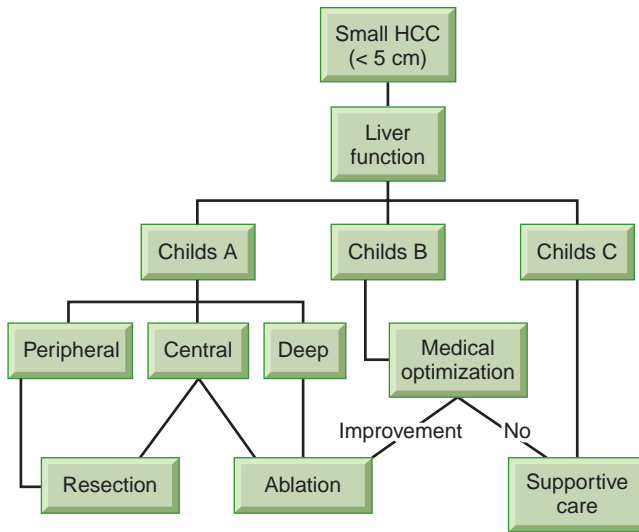 Small HCC
(< 5 cm)
Liver
function
Childs A
Childs B
Childs C
Peripheral
Central
Deep
Medical
optimization
Improvement
No
Resection
Ablation
Supportive
care